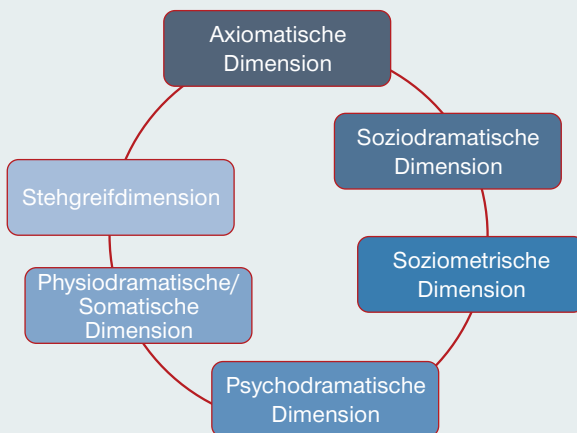 Axiomatische
Dimension
Soziodramatische
Dimension
Soziometrische
Dimension
Psychodramatische
Dimension
Physiodramatische/
Somatische
Dimension
Stehgreifdimension